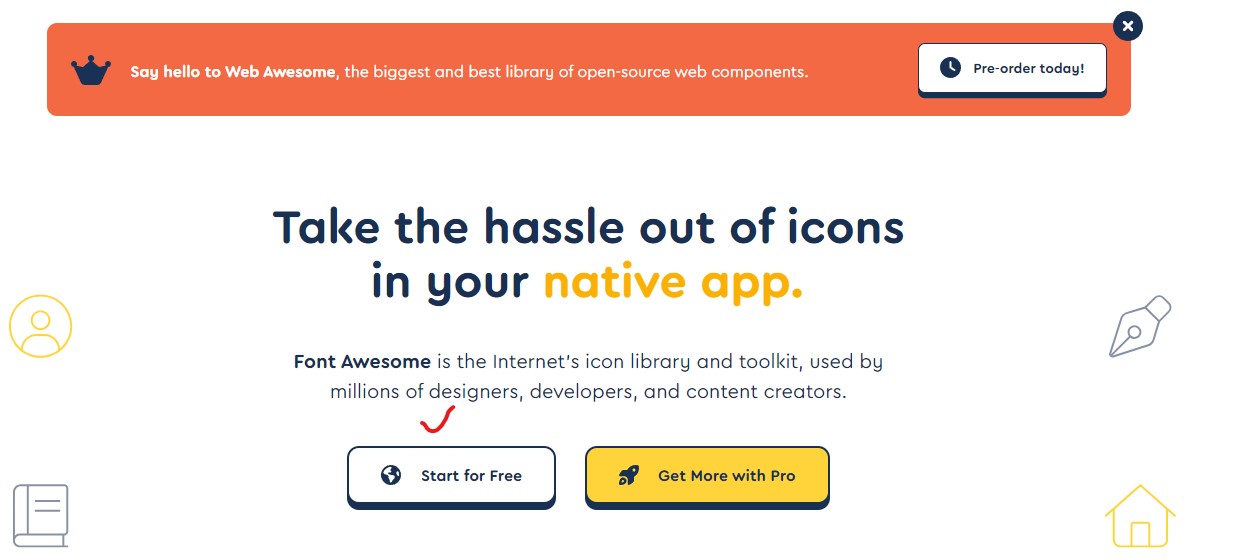 Say hello to Web Awesome, the biggest and best library of open-source web components.
Pre-order today!
Take the hassle out of icons
in your native app.
Font Awesome is the Internet's icon library and toolkit, used by
millions of designers, developers, and content creators.
Start for Free
Get More with Pro